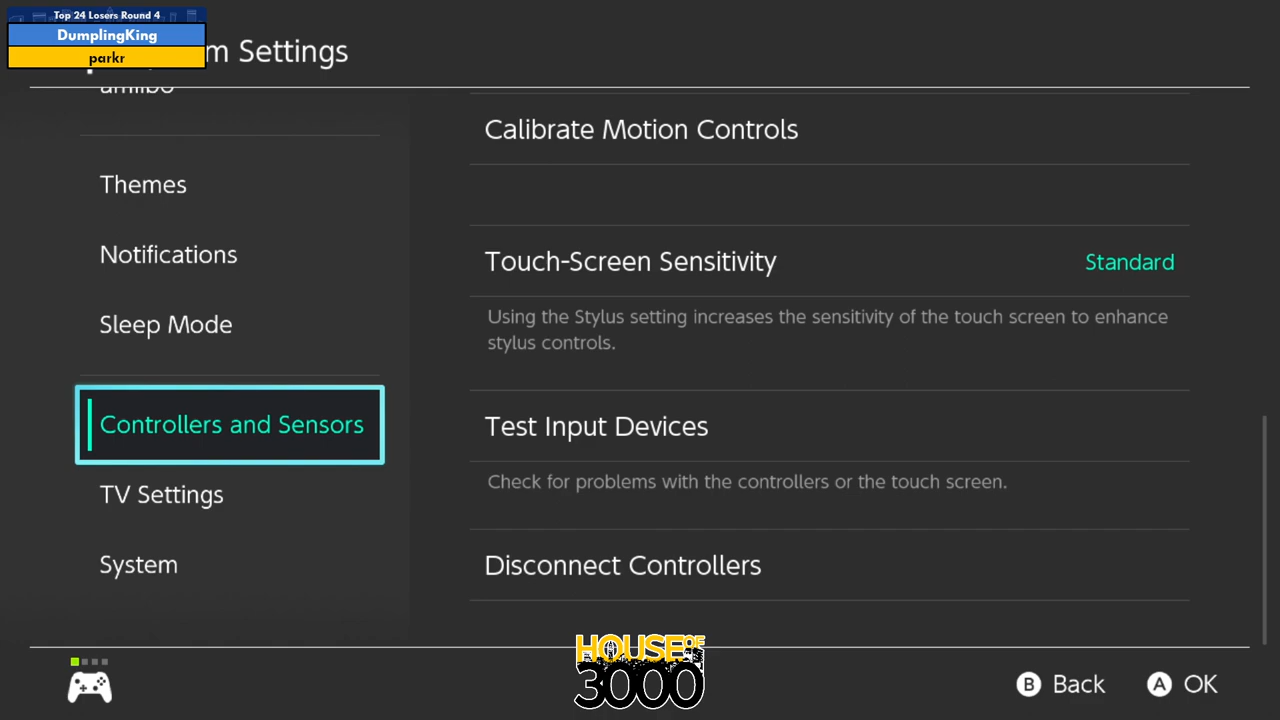 Top 24 Losers Round 4
DumplingKing
parkr
m Settings
amiibo
Themes
Notifications
Sleep Mode
Controllers and Sensors
TV Settings
System
Calibrate Motion Controls
Touch-Screen Sensitivity Standard
Using the Stylus setting increases the sensitivity of the touch screen to enhance
stylus controls.
Test Input Devices
Check for problems with the controllers or the touch screen.
Disconnect Controllers
HOUSE OF
3000
B Back A OK